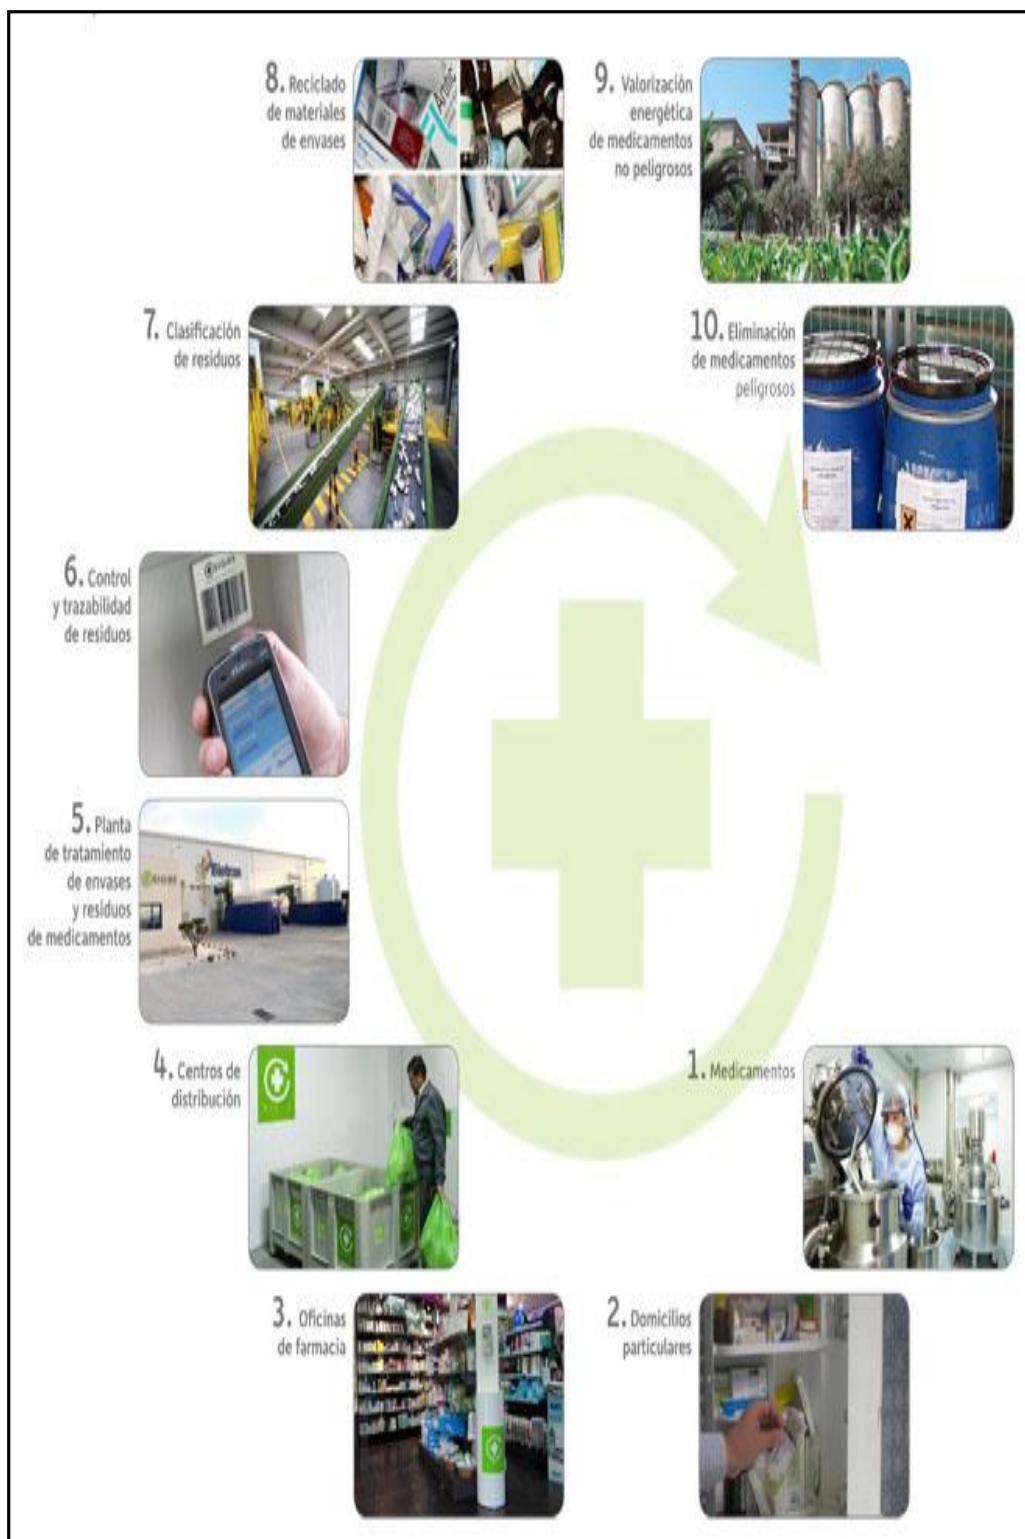 8. Reciclado
de materiales
de envases
9. Valorización
energética
de medicamentos
no peligrosos
7. Clasificación
de residuos
10. Eliminación
de medicamentos
peligrosos
6. Control
y trazabilidad
de residuos
SIGRE
5. Planta
de tratamiento
de envases
y residuos
de medicamentos
SIGRE
4. Centros de
distribución
1. Medicamentos
3. Oficinas
de farmacia
2. Domicilios
particulares